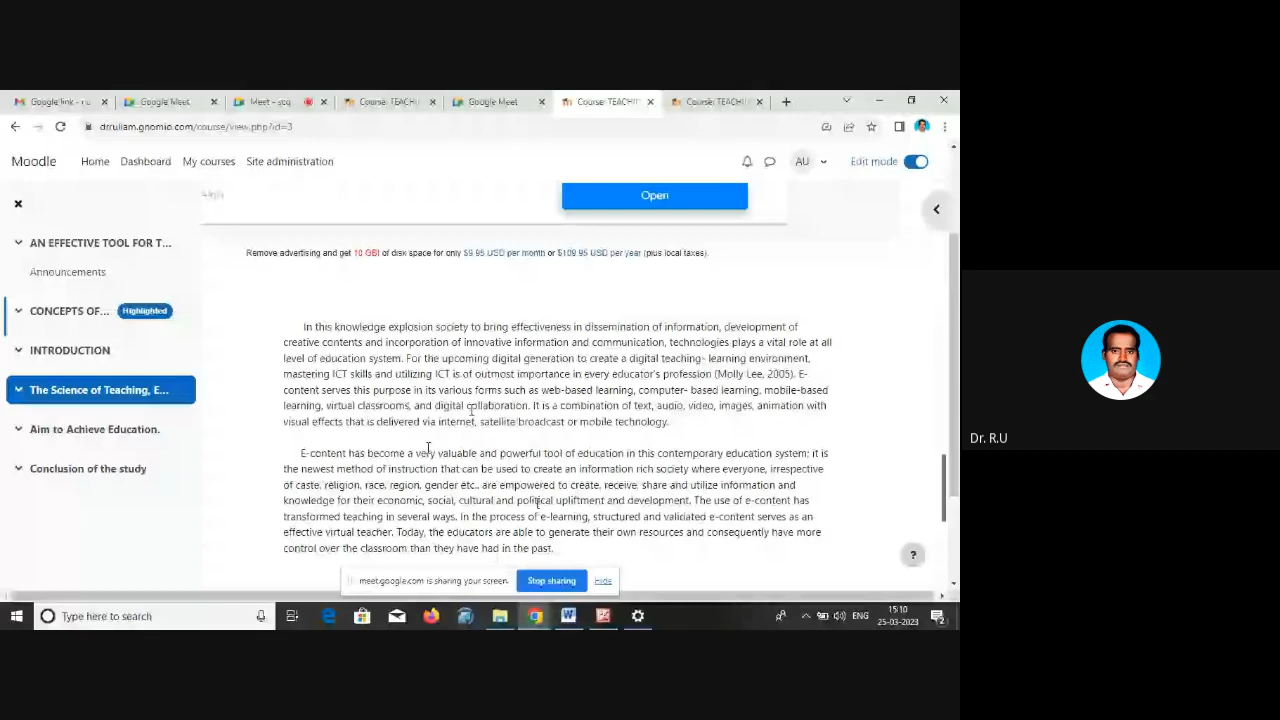 Google link - ru
Google Meet
Meet - scq
Course: TEACHI
Google Meet
Course: TEACHI
Course: TEACHI
drrullam.gnomio.com/course/view.php?id=3
Moodle Home Dashboard My courses Site administration AU Edit mode
Open
AN EFFECTIVE TOOL FOR T...
Announcements
CONCEPTS OF... Highlighted
INTRODUCTION
The Science of Teaching, E...
Aim to Achieve Education.
Conclusion of the study
Remove advertising and get 10 GB! of disk space for only $9.95 USD per month or $109.95 USD per year (plus local taxes).
In this knowledge explosion society to bring effectiveness in dissemination of information, development of
creative contents and incorporation of innovative information and communication, technologies plays a vital role at all
level of education system. For the upcoming digital generation to create a digital teaching- learning environment,
mastering ICT skills and utilizing ICT is of outmost importance in every educator's profession (Molly Lee, 2005). E-
content serves this purpose in its various forms such as web-based learning, computer- based learning, mobile-based
learning, virtual classrooms, and digital collaboration. It is a combination of text, audio, video, images, animation with
visual effects that is delivered via internet, satellite broadcast or mobile technology.
E-content has become a very valuable and powerful tool of education in this contemporary education system; it is
the newest method of instruction that can be used to create an information rich society where everyone, irrespective
of caste, religion, race, region, gender etc., are empowered to create, receive, share and utilize information and
knowledge for their economic, social, cultural and political upliftment and development. The use of e-content has
transformed teaching in several ways. In the process of e-learning, structured and validated e-content serves as an
effective virtual teacher. Today, the educators are able to generate their own resources and consequently have more
control over the classroom than they have had in the past.
?
meet.google.com is sharing your screen. Stop sharing Hide
Type here to search
ENG
15:10
25-03-2023
Dr. R.U